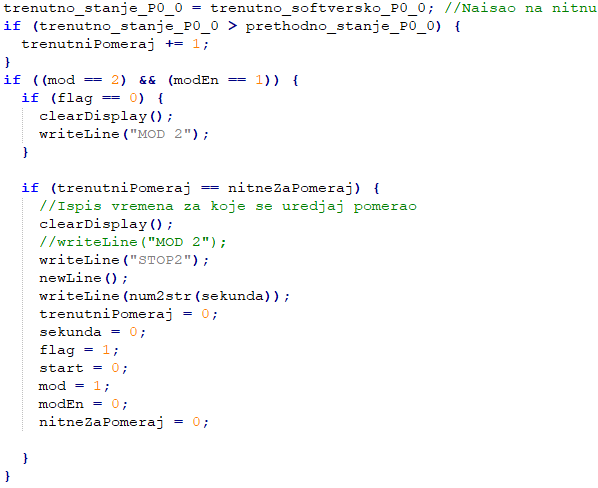 trenutno_stanje_P0_0 = trenutno_softversko_P0_0; //Naisao na nitnu
if (trenutno_stanje_P0_0 > prethodno_stanje_P0_0) {
  trenutniPomeraj += 1;
}
if ((mod == 2) && (modEn == 1)) {
  if (flag == 0) {
    clearDisplay();
    writeLine("MOD 2");
  }

  if (trenutniPomeraj == nitneZaPomeraj) {
    //Ispis vremena za koje se uredjaj pomerao
    clearDisplay();
    //writeLine("MOD 2");
    writeLine("STOP2");
    newLine();
    writeLine(num2str(sekunda));
    trenutniPomeraj = 0;
    sekunda = 0;
    flag = 1;
    start = 0;
    mod = 1;
    modEn = 0;
    nitneZaPomeraj = 0;

  }
}